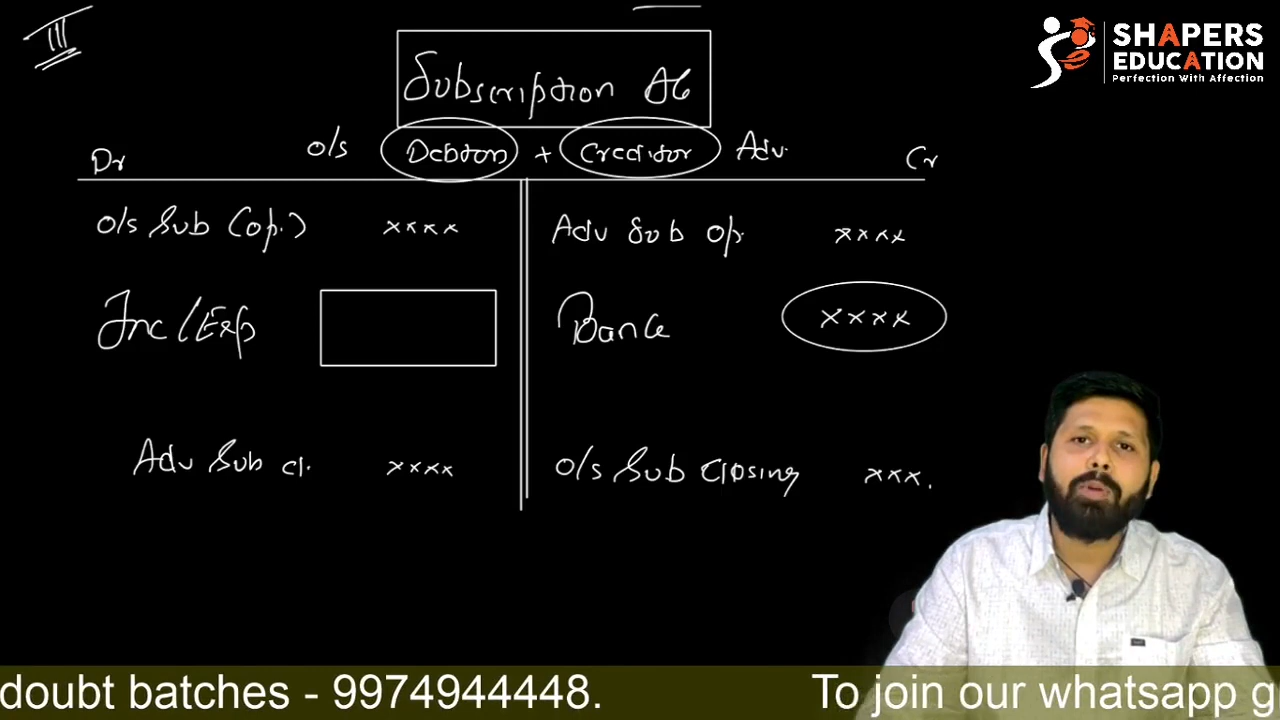 III
SHAPERS
EDUCATION
Perfection With Affection
Subscription A/c
Dr O/s Debtors + Creditor Adv. Cr
O/s Sub (op.) xxxx Adv Sub Op. xxxx
Inc/Exp Bank xxxx
Adv Sub cl. xxxx O/s Sub Closing xxx.
doubt batches - 9974944448. To join our whatsapp g